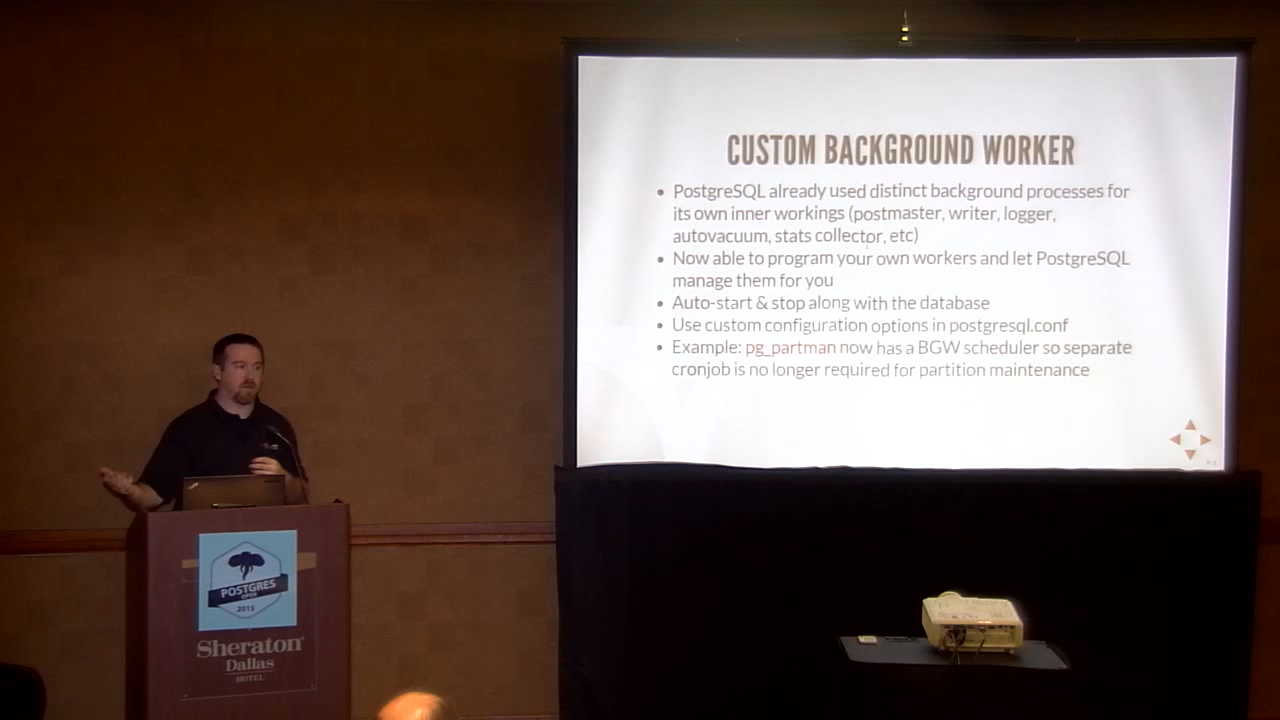 CUSTOM BACKGROUND WORKER
• PostgreSQL already used distinct background processes for
its own inner workings (postmaster, writer, logger,
autovacuum, stats collector, etc)
• Now able to program your own workers and let PostgreSQL
manage them for you
• Auto-start & stop along with the database
• Use custom configuration options in postgresql.conf
• Example: pg_partman now has a BGW scheduler so separate
cronjob is no longer required for partition maintenance
POSTGRES
OPEN
2015
Sheraton
Dallas
HOTEL